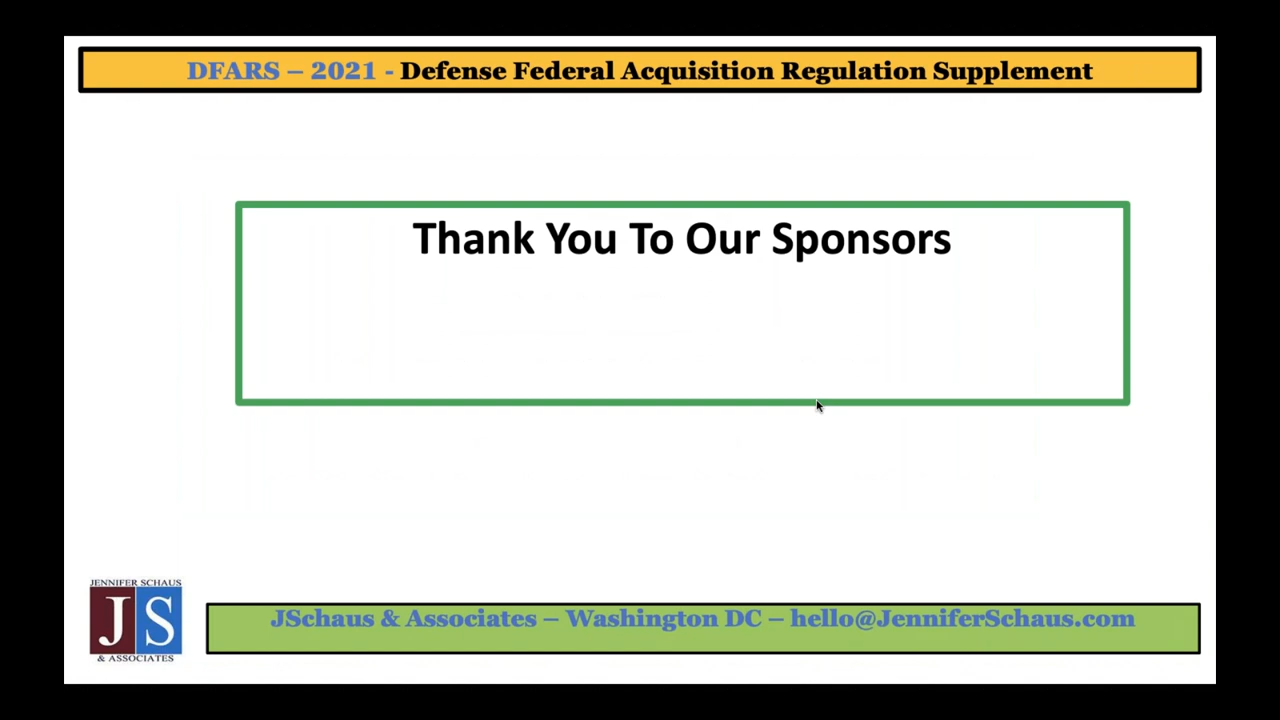 DFARS – 2021 - Defense Federal Acquisition Regulation Supplement
Thank You To Our Sponsors
JENNIFER SCHAUS
JS
& ASSOCIATES
JSchaus & Associates – Washington DC – hello@JenniferSchaus.com